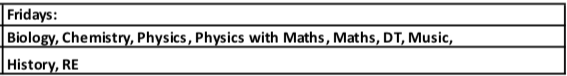 Fridays:
Biology, Chemistry, Physics, Physics with Maths, Maths, DT, Music,
History, RE